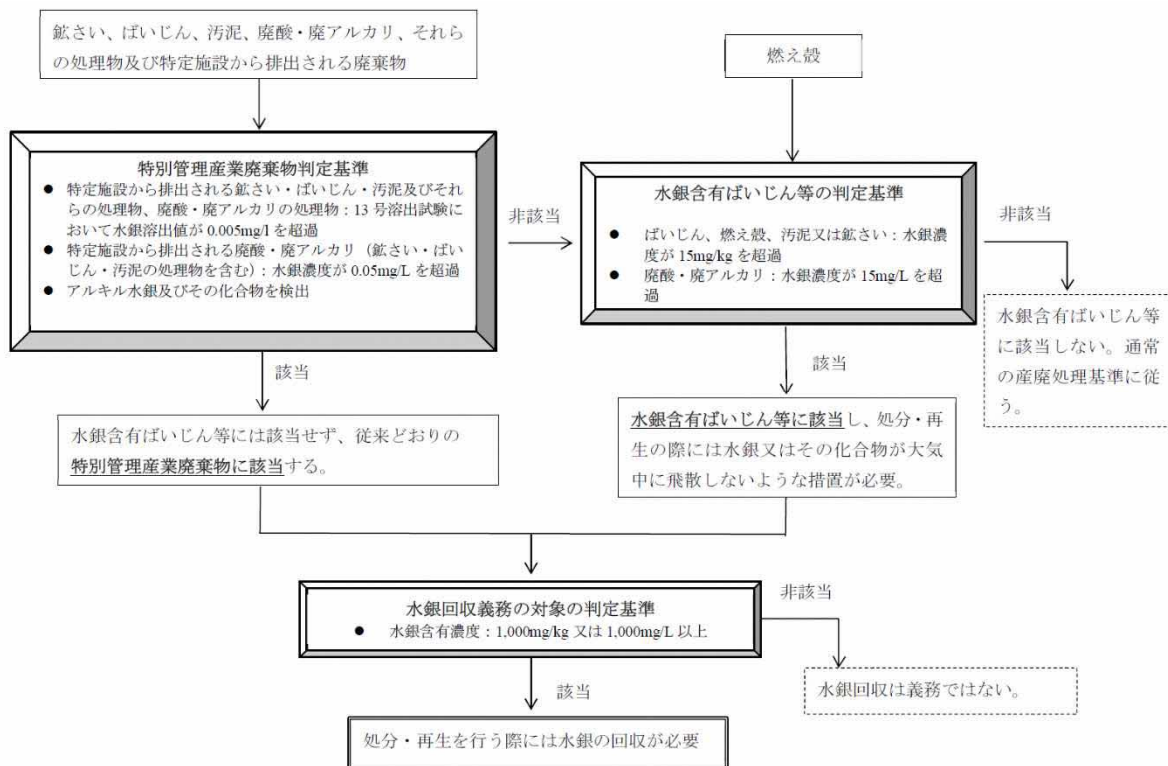 鉱さい、ばいじん、汚泥、廃酸・廃アルカリ、それら
の処理物及び特定施設から排出される廃棄物
燃え殻
特別管理産業廃棄物判定基準
● 特定施設から排出される鉱さい・ばいじん・汚泥及びそれ
らの処理物、廃酸・廃アルカリの処理物：13 号溶出試験に
おいて水銀溶出値が 0.005mg/l を超過
● 特定施設から排出される廃酸・廃アルカリ（鉱さい・ばい
じん・汚泥の処理物を含む）：水銀濃度が 0.05mg/L を超過
● アルキル水銀及びその化合物を検出
非該当
水銀含有ばいじん等の判定基準
● ばいじん、燃え殻、汚泥又は鉱さい：水銀濃
度が 15mg/kg を超過
● 廃酸・廃アルカリ：水銀濃度が 15mg/L を超
過
非該当
水銀含有ばいじん等
に該当しない。通常
の産廃処理基準に従
う。
該当
該当
水銀含有ばいじん等には該当せず、従来どおりの
特別管理産業廃棄物に該当する。
水銀含有ばいじん等に該当し、処分・再
生の際には水銀又はその化合物が大気
中に飛散しないような措置が必要。
水銀回収義務の対象の判定基準
● 水銀含有濃度：1,000mg/kg 又は 1,000mg/L 以上
非該当
水銀回収は義務ではない。
該当
処分・再生を行う際には水銀の回収が必要